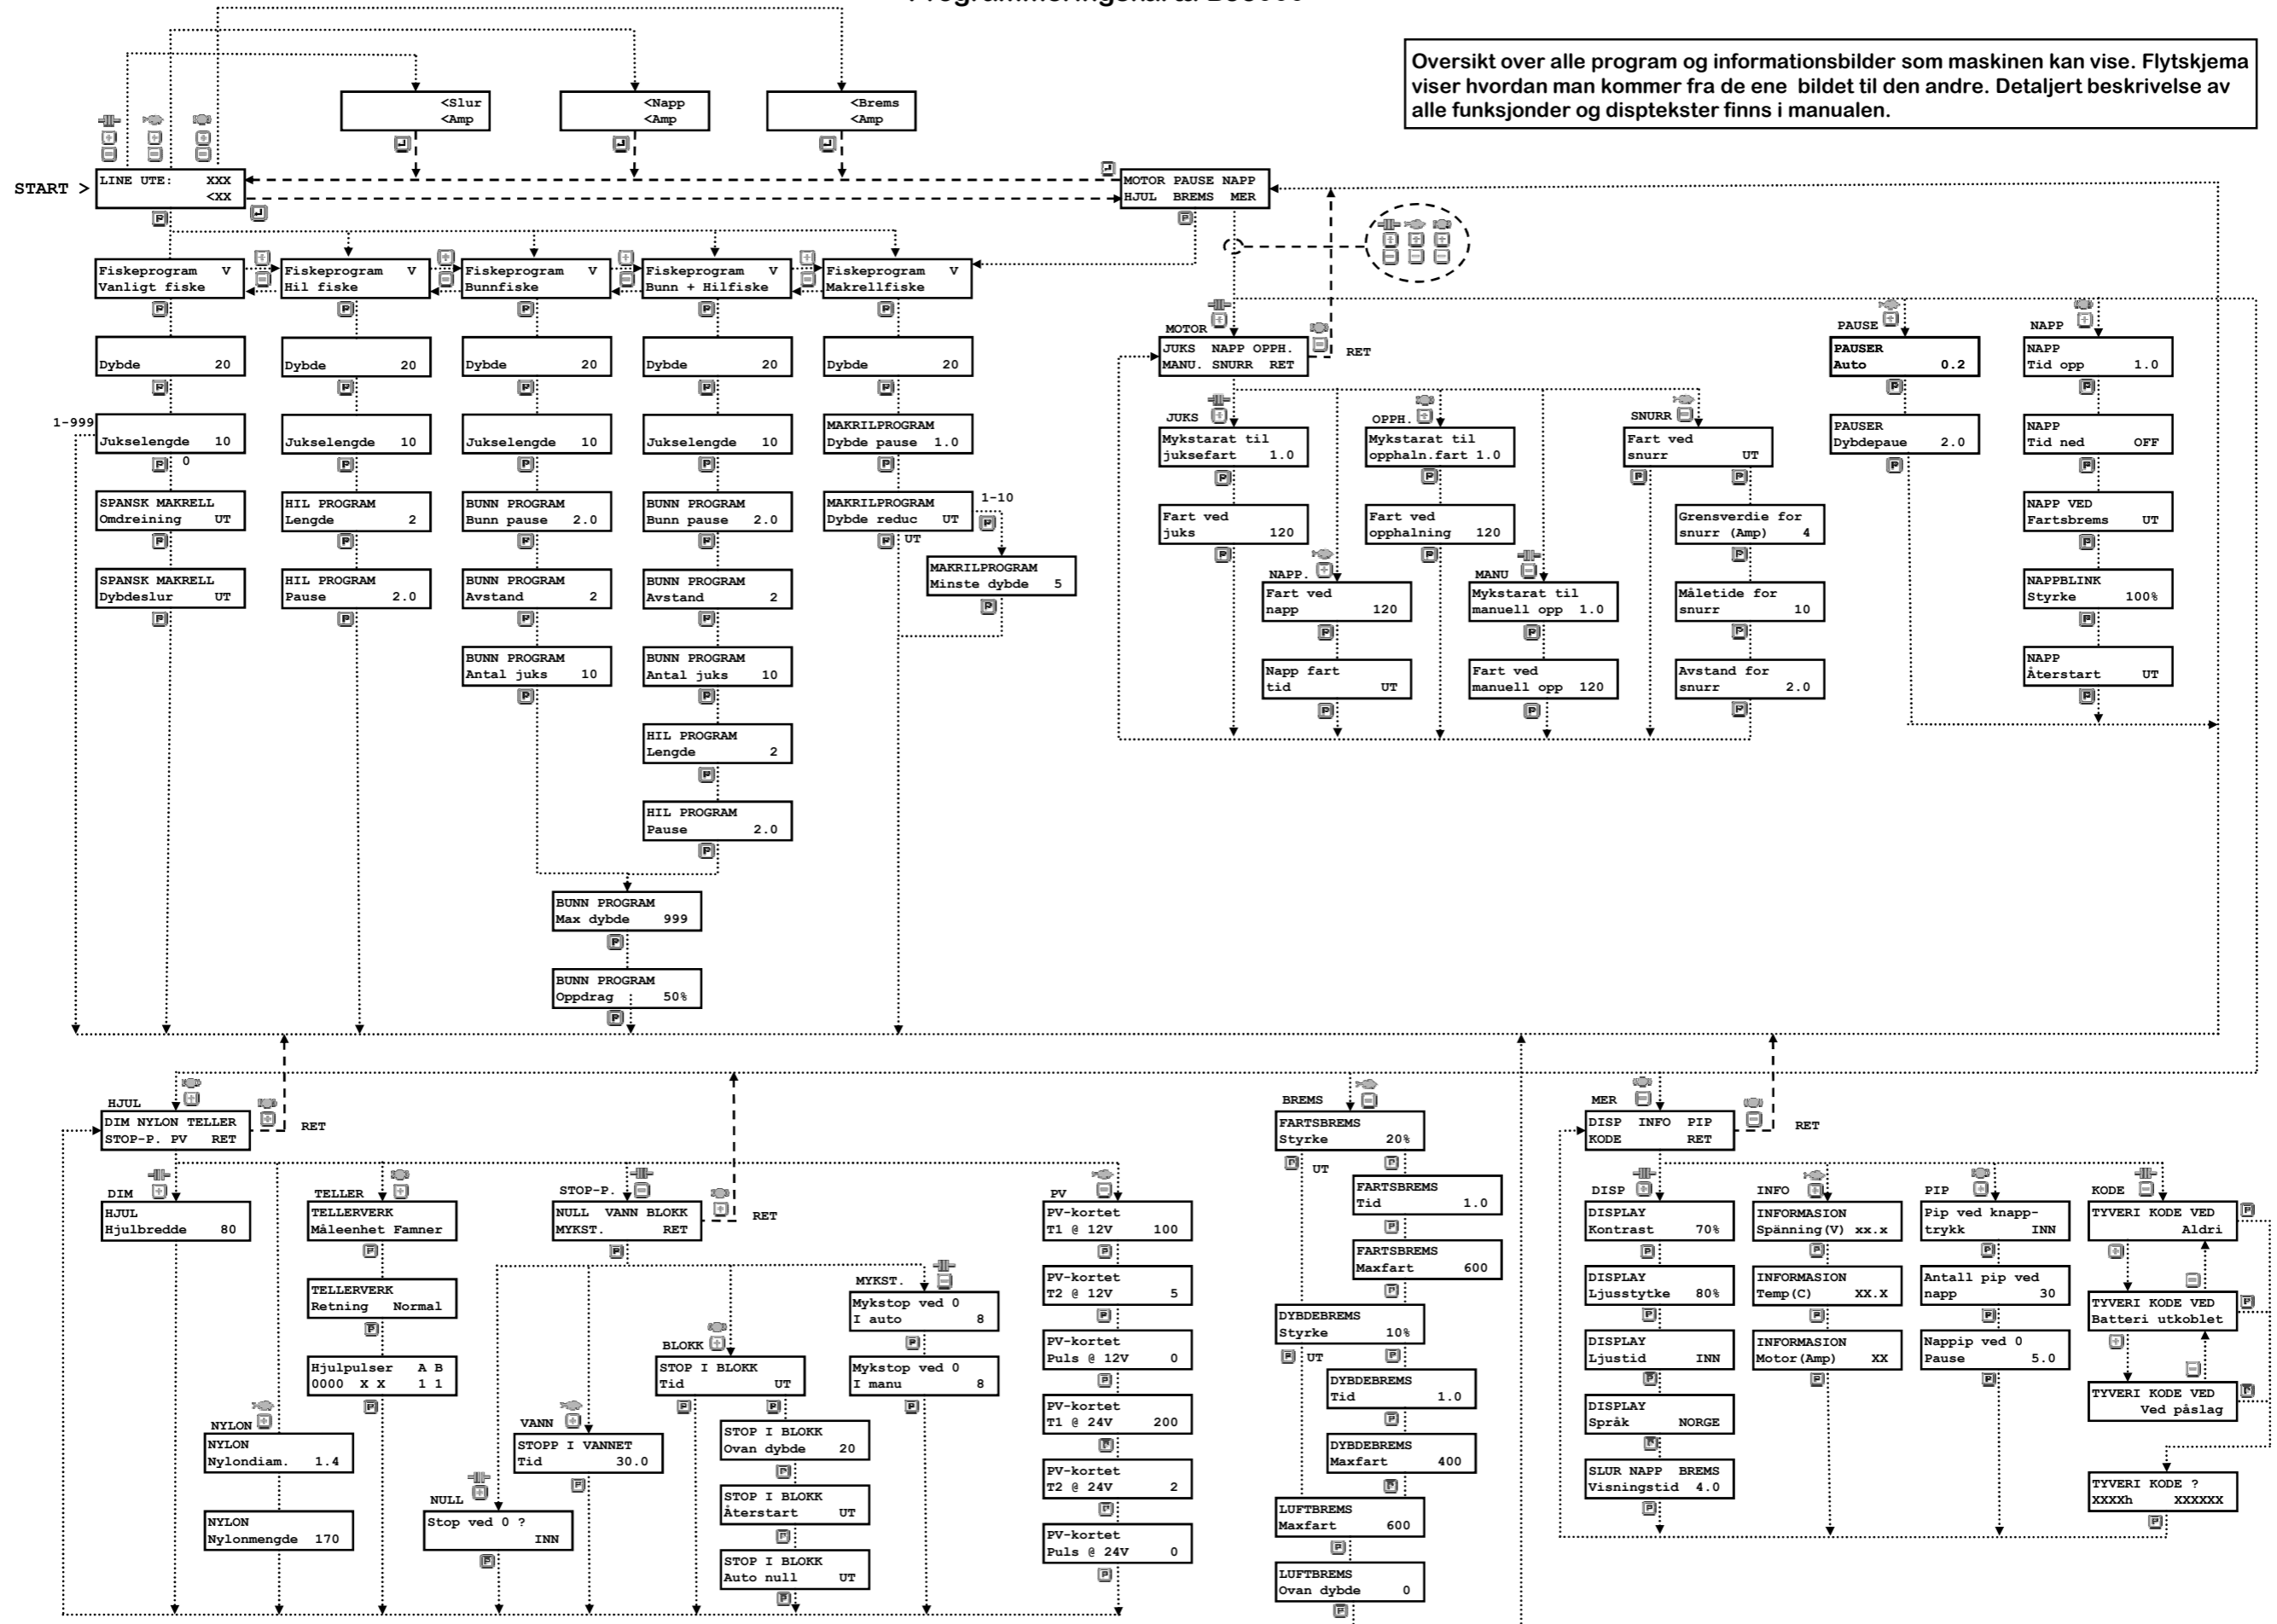 Oversikt over alle program og informationsbilder som maskinen kan vise. Flytskjema
viser hvordan man kommer fra de ene bildet til den andre. Detaljert beskrivelse av
alle funksjonder og disptekster finns i manualen.
<Slur
<Amp
<Napp
<Amp
<Brems
<Amp
START >
LINE UTE: XXX
<XX
MOTOR PAUSE NAPP
HJUL BREMS MER
Fiskeprogram V
Vanligt fiske
Fiskeprogram V
Hil fiske
Fiskeprogram V
Bunnfiske
Fiskeprogram V
Bunn + Hilfiske
Fiskeprogram V
Makrellfiske
Dybde 20
Dybde 20
Dybde 20
Dybde 20
Dybde 20
1-999
Jukselengde 10
0
Jukselengde 10
Jukselengde 10
Jukselengde 10
MAKRILPROGRAM
Dybde pause 1.0
SPANSK MAKRELL
Omdreining UT
HIL PROGRAM
Lengde 2
BUNN PROGRAM
Bunn pause 2.0
BUNN PROGRAM
Bunn pause 2.0
MAKRILPROGRAM
Dybde reduc UT
1-10
UT
SPANSK MAKRELL
Dybdeslur UT
HIL PROGRAM
Pause 2.0
BUNN PROGRAM
Avstand 2
BUNN PROGRAM
Avstand 2
MAKRILPROGRAM
Minste dybde 5
BUNN PROGRAM
Antal juks 10
BUNN PROGRAM
Antal juks 10
HIL PROGRAM
Lengde 2
HIL PROGRAM
Pause 2.0
BUNN PROGRAM
Max dybde 999
BUNN PROGRAM
Oppdrag 50%
MOTOR
JUKS NAPP OPPH.
MANU. SNURR RET
RET
PAUSE
PAUSER
Auto 0.2
PAUSER
Dybdepaue 2.0
NAPP
NAPP
Tid opp 1.0
NAPP
Tid ned OFF
NAPP VED
Fartsbrems UT
NAPPBLINK
Styrke 100%
NAPP
Återstart UT
JUKS
Mykstarat til
juksefart 1.0
Fart ved
juks 120
NAPP.
Fart ved
napp 120
Napp fart
tid UT
OPPH.
Mykstarat til
opphaln.fart 1.0
Fart ved
opphalning 120
MANU
Mykstarat til
manuell opp 1.0
Fart ved
manuell opp 120
SNURR
Fart ved
snurr UT
Grensverdie for
snurr (Amp) 4
Måletide for
snurr 10
Avstand for
snurr 2.0
HJUL
DIM NYLON TELLER
STOP-P. PV RET
RET
DIM
HJUL
Hjulbredde 80
NYLON
NYLON
Nylondiam. 1.4
NYLON
Nylonmengde 170
TELLER
TELLERVERK
Måleenhet Famner
TELLERVERK
Retning Normal
Hjulpulser A B
0000 X X 1 1
STOP-P.
NULL VANN BLOKK
MYKST. RET
RET
NULL
Stop ved 0 ?
INN
VANN
STOPP I VANNET
Tid 30.0
BLOKK
STOP I BLOKK
Tid UT
STOP I BLOKK
Ovan dybde 20
STOP I BLOKK
Återstart UT
STOP I BLOKK
Auto null UT
MYKST.
Mykstop ved 0
I auto 8
Mykstop ved 0
I manu 8
PV
PV-kortet
T1 @ 12V 100
PV-kortet
T2 @ 12V 5
PV-kortet
Puls @ 12V 0
PV-kortet
T1 @ 24V 200
PV-kortet
T2 @ 24V 2
PV-kortet
Puls @ 24V 0
BREMS
FARTSBREMS
Styrke 20%
UT
FARTSBREMS
Tid 1.0
FARTSBREMS
Maxfart 600
DYBDEBREMS
Styrke 10%
UT
DYBDEBREMS
Tid 1.0
DYBDEBREMS
Maxfart 400
LUFTBREMS
Maxfart 600
LUFTBREMS
Ovan dybde 0
MER
DISP INFO PIP
KODE RET
RET
DISP
DISPLAY
Kontrast 70%
DISPLAY
Ljusstytke 80%
DISPLAY
Ljustid INN
DISPLAY
Språk NORGE
SLUR NAPP BREMS
Visningstid 4.0
INFO
INFORMASION
Spänning(V) xx.x
INFORMASION
Temp(C) XX.X
INFORMASION
Motor(Amp) XX
PIP
Pip ved knapp-
trykk INN
Antall pip ved
napp 30
Nappip ved 0
Pause 5.0
KODE
TYVERI KODE VED
Aldri
TYVERI KODE VED
Batteri utkoblet
TYVERI KODE VED
Ved påslag
TYVERI KODE ?
XXXXh XXXXXX